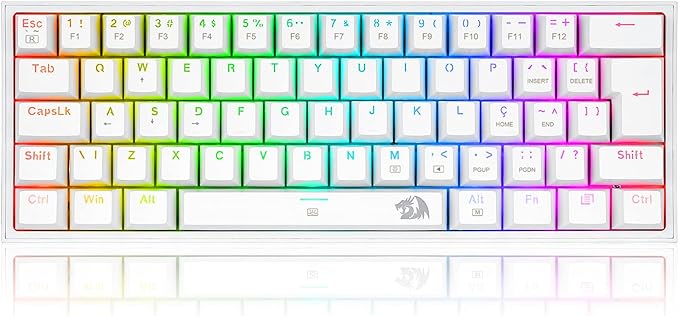 Esc 1 ! 2 @ 3 # 4 $ 5 % 6 ¨ 7 & 8 * 9 ( 0 ) - _ = +
R F1 F2 F3 F4 F5 F6 F7 F8 F9 F10 F11 F12
Tab Q W E R T Y U I O P ´ ` [ {
INSERT DELETE
CapsLk A S D F G H J K L Ç ~ ^ ] }
HOME END
Shift \ | Z X C V B N M , < . > ; : / ? Shift
PGUP PGDN
Ctrl Win Alt Alt Fn Ctrl
M